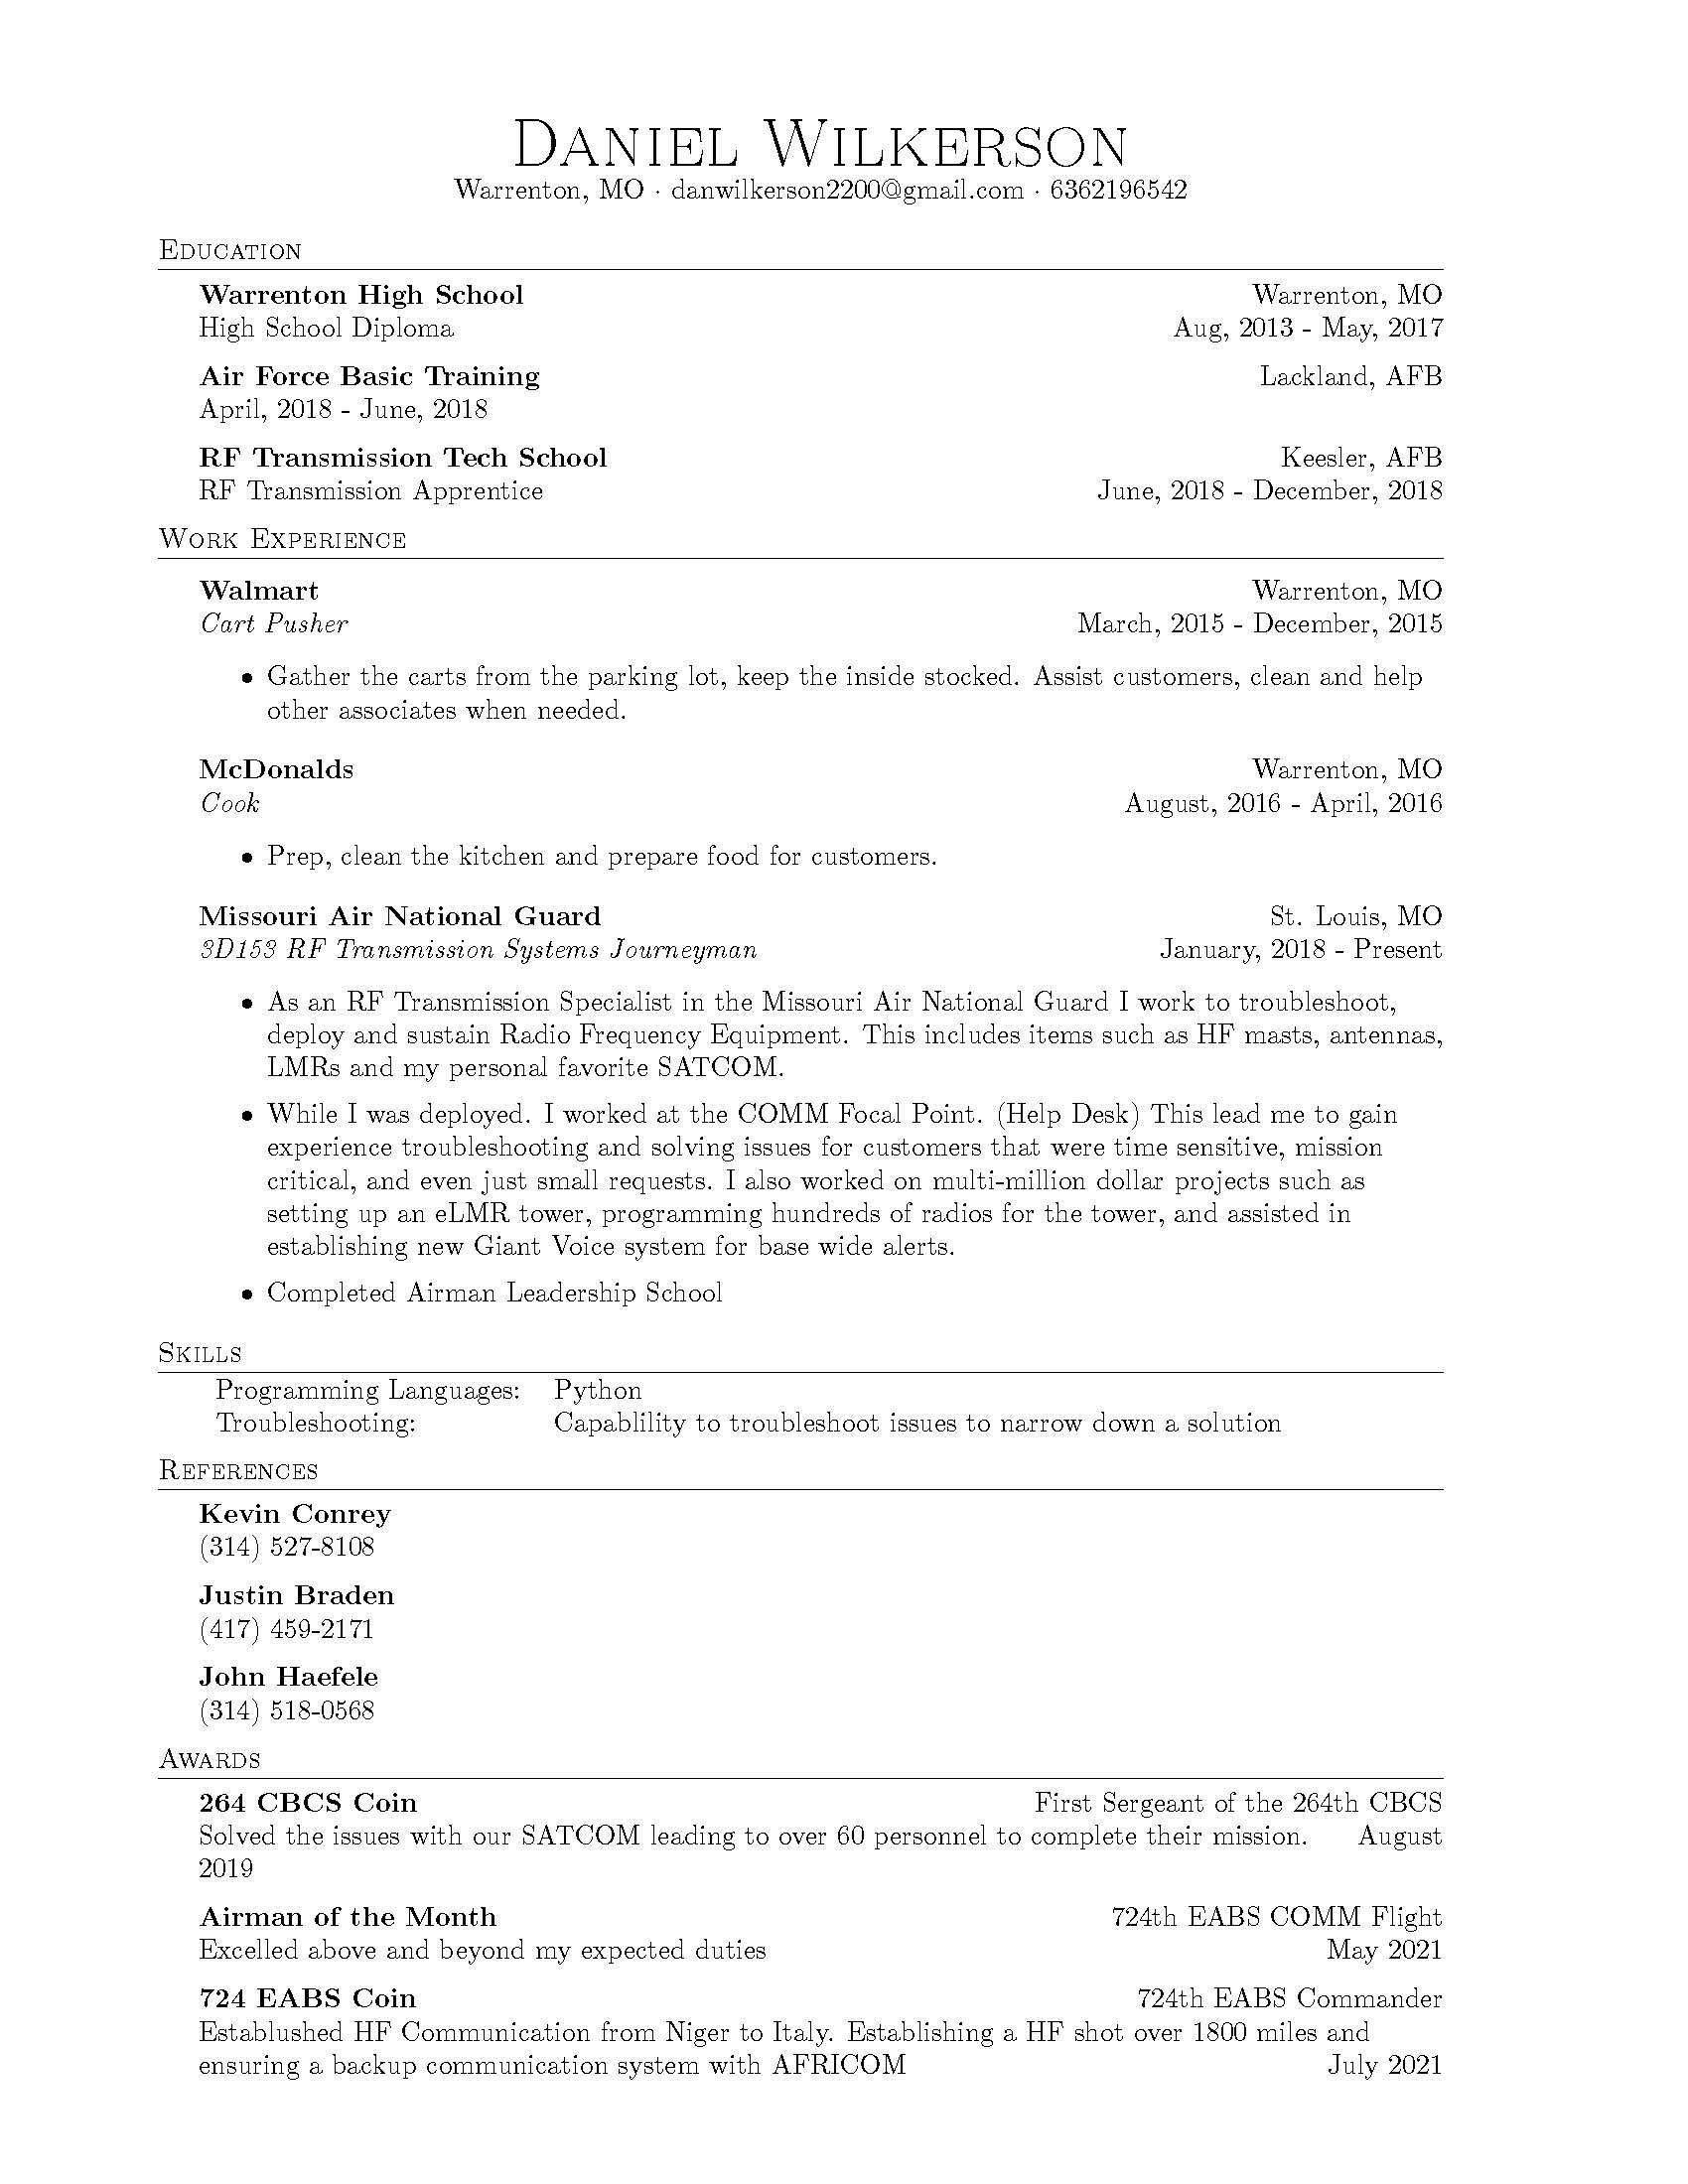 Daniel Wilkerson
Warrenton, MO · danwilkerson2200@gmail.com · 6362196542
Education
Warrenton High School Warrenton, MO
High School Diploma Aug, 2013 - May, 2017
Air Force Basic Training Lackland, AFB
April, 2018 - June, 2018
RF Transmission Tech School Keesler, AFB
RF Transmission Apprentice June, 2018 - December, 2018
Work Experience
Walmart Warrenton, MO
Cart Pusher March, 2015 - December, 2015
• Gather the carts from the parking lot, keep the inside stocked. Assist customers, clean and help
other associates when needed.
McDonalds Warrenton, MO
Cook August, 2016 - April, 2016
• Prep, clean the kitchen and prepare food for customers.
Missouri Air National Guard St. Louis, MO
3D153 RF Transmission Systems Journeyman January, 2018 - Present
• As an RF Transmission Specialist in the Missouri Air National Guard I work to troubleshoot,
deploy and sustain Radio Frequency Equipment. This includes items such as HF masts, antennas,
LMRs and my personal favorite SATCOM.
• While I was deployed. I worked at the COMM Focal Point. (Help Desk) This lead me to gain
experience troubleshooting and solving issues for customers that were time sensitive, mission
critical, and even just small requests. I also worked on multi-million dollar projects such as
setting up an eLMR tower, programming hundreds of radios for the tower, and assisted in
establishing new Giant Voice system for base wide alerts.
• Completed Airman Leadership School
Skills
Programming Languages: Python
Troubleshooting: Capablility to troubleshoot issues to narrow down a solution
References
Kevin Conrey
(314) 527-8108
Justin Braden
(417) 459-2171
John Haefele
(314) 518-0568
Awards
264 CBCS Coin First Sergeant of the 264th CBCS
Solved the issues with our SATCOM leading to over 60 personnel to complete their mission. August
2019
Airman of the Month 724th EABS COMM Flight
Excelled above and beyond my expected duties May 2021
724 EABS Coin 724th EABS Commander
Establushed HF Communication from Niger to Italy. Establishing a HF shot over 1800 miles and
ensuring a backup communication system with AFRICOM July 2021